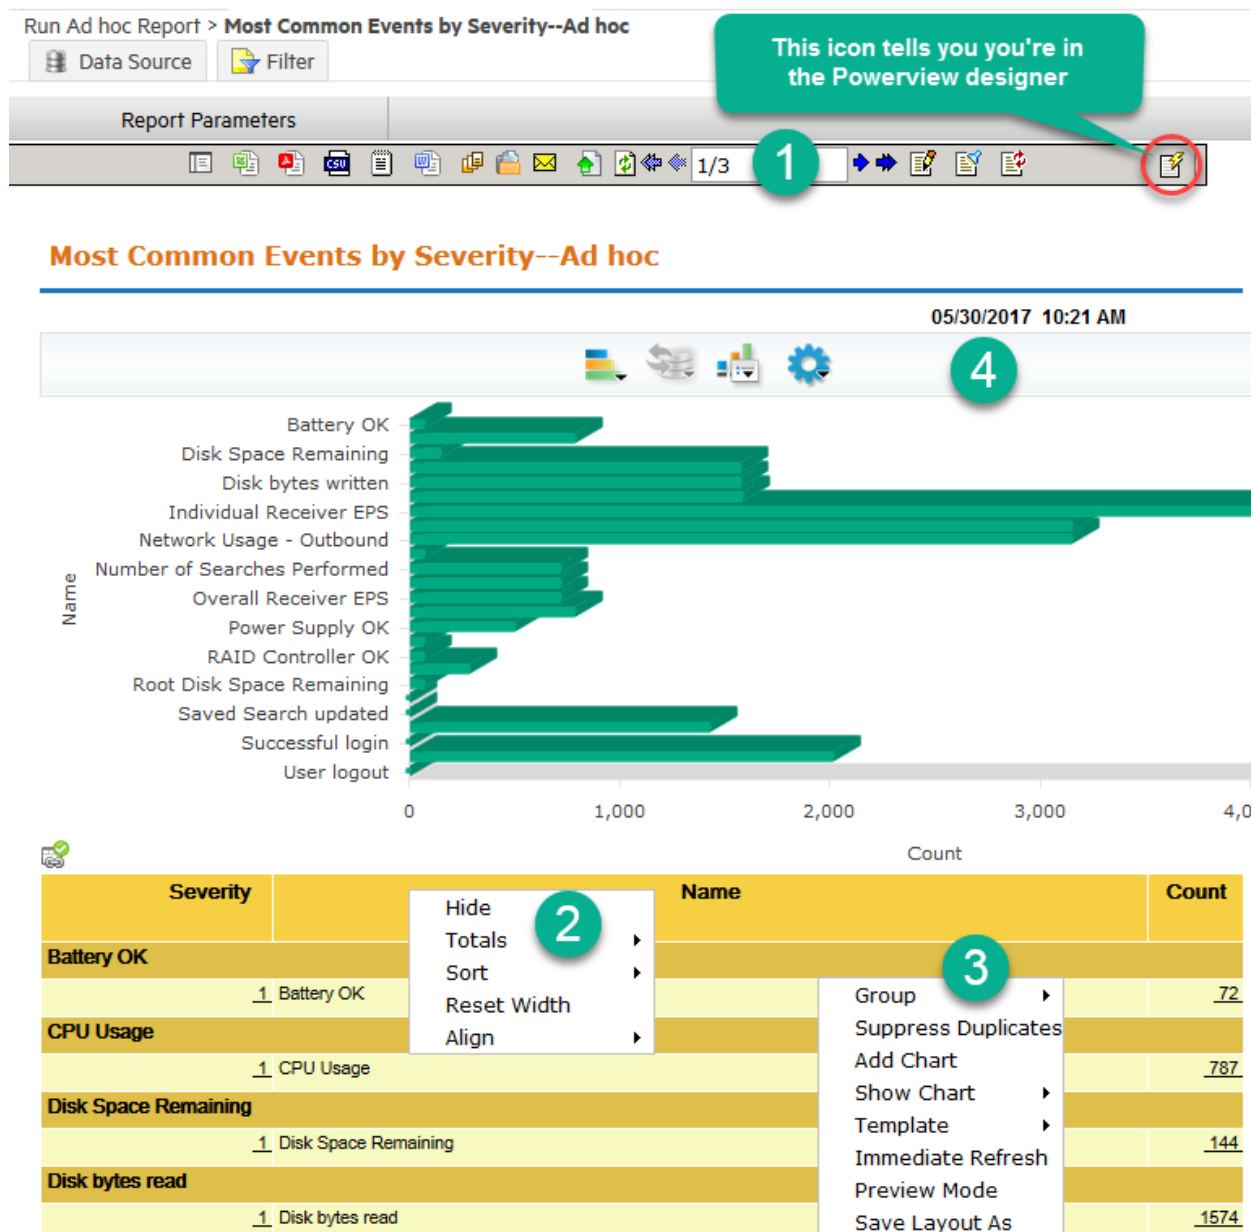 Run Ad hoc Report > Most Common Events by Severity--Ad hoc
Data Source
Filter
This icon tells you you're in
the Powerview designer
Report Parameters
CSV
1/3
1
Most Common Events by Severity--Ad hoc
05/30/2017 10:21 AM
4
Battery OK
Disk Space Remaining
Disk bytes written
Individual Receiver EPS
Network Usage - Outbound
Number of Searches Performed
Overall Receiver EPS
Power Supply OK
RAID Controller OK
Root Disk Space Remaining
Saved Search updated
Successful login
User logout
Name
0 1,000 2,000 3,000 4,0
Count
Severity Name Count
Hide
Totals
Sort
Reset Width
Align
2
3
Group
Suppress Duplicates
Add Chart
Show Chart
Template
Immediate Refresh
Preview Mode
Save Layout As
Battery OK
1 Battery OK 72
CPU Usage
1 CPU Usage 787
Disk Space Remaining
1 Disk Space Remaining 144
Disk bytes read
1 Disk bytes read 1574